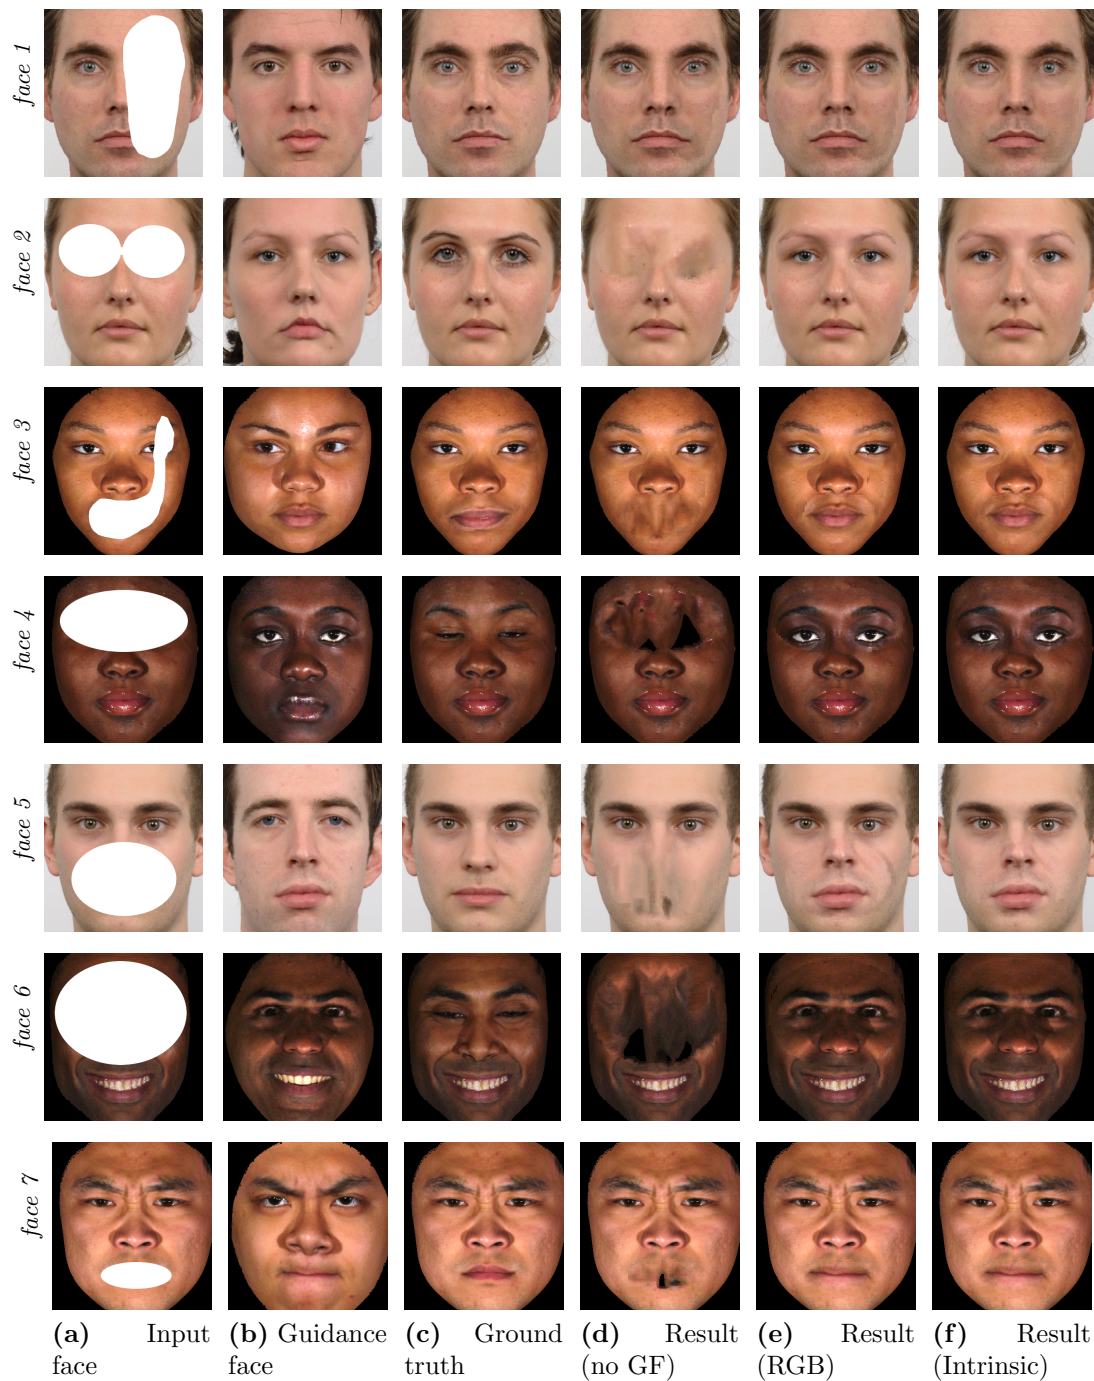 face 1
face 2
face 3
face 4
face 5
face 6
face 7
(a) Input face
(b) Guidance face
(c) Ground truth
(d) Result (no GF)
(e) Result (RGB)
(f) Result (Intrinsic)